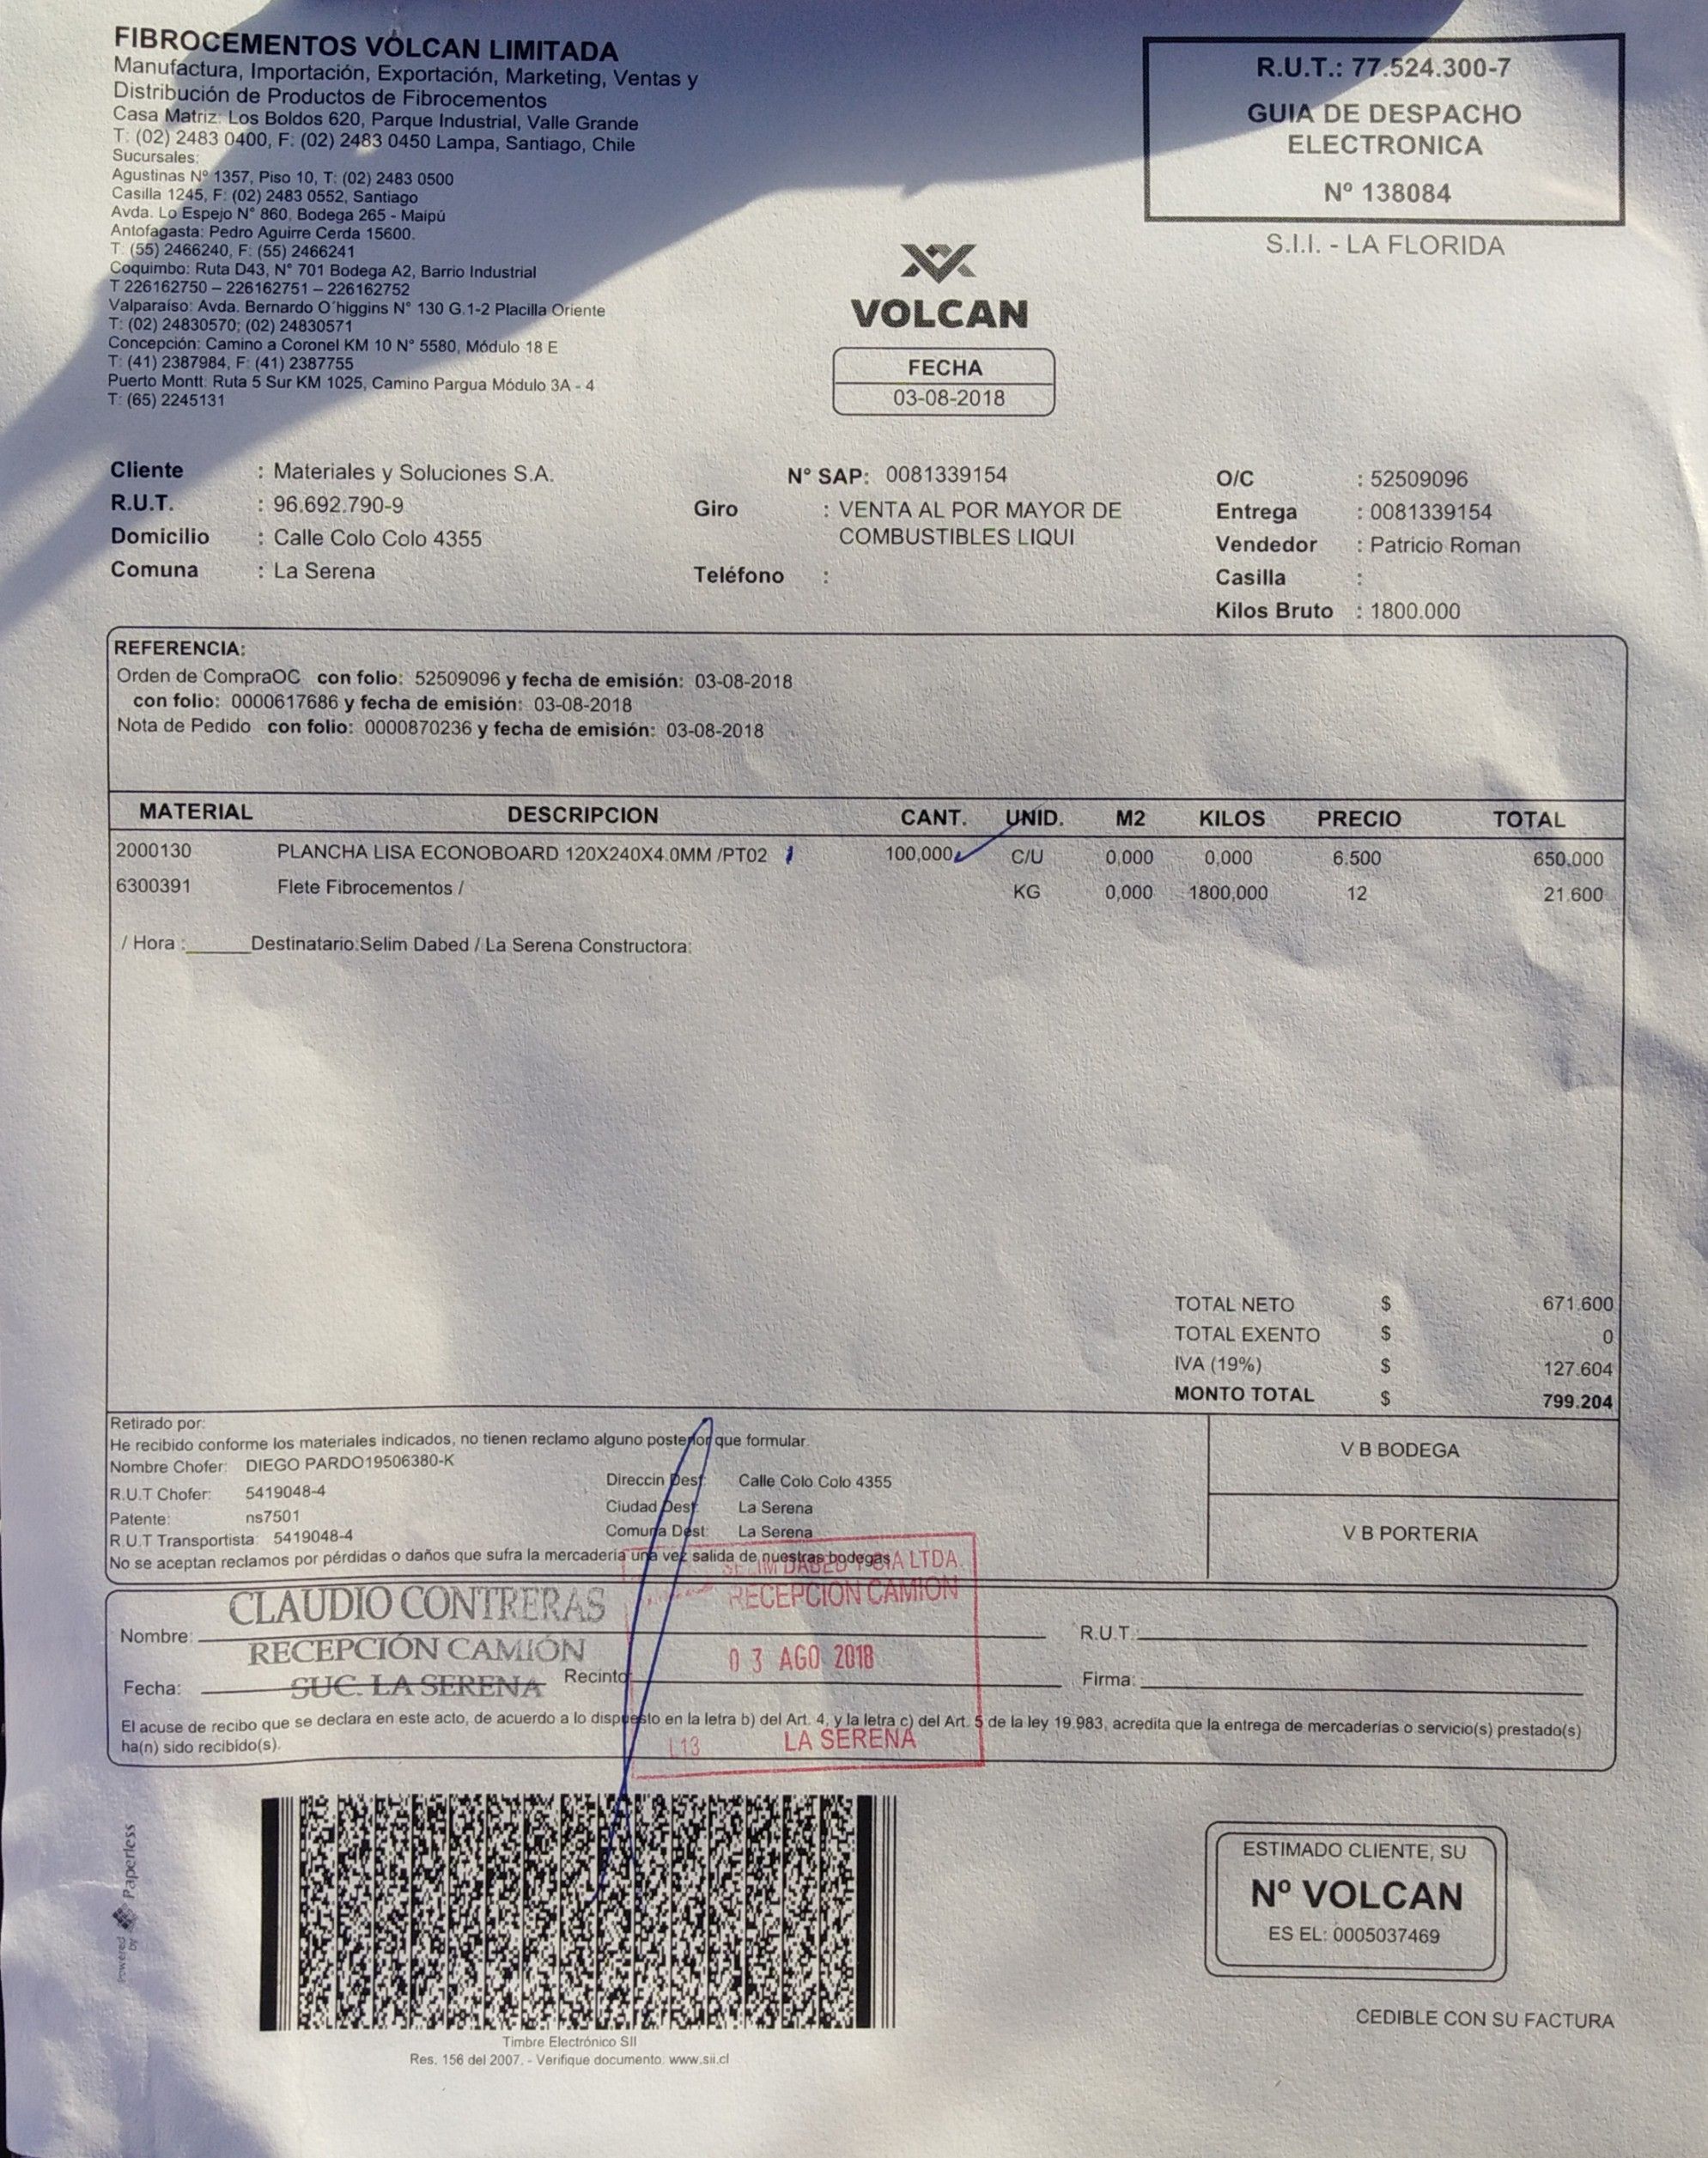 FIBROCEMENTOS VOLCAN LIMITADA
Manufactura, Importación, Exportación, Marketing, Ventas y
Distribución de Productos de Fibrocementos
Casa Matriz: Los Boldos 620, Parque Industrial, Valle Grande
T: (02) 2483 0400, F: (02) 2483 0450 Lampa, Santiago, Chile
Sucursales:
Agustinas Nº 1357, Piso 10, T: (02) 2483 0500
Casilla 1245, F: (02) 2483 0552, Santiago
Avda. Lo Espejo N° 860, Bodega 265 - Maipú
Antofagasta: Pedro Aguirre Cerda 15600.
T: (55) 2466240, F: (55) 2466241
Coquimbo: Ruta D43, N° 701 Bodega A2, Barrio Industrial
T 226162750 – 226162751 – 226162752
Valparaíso: Avda. Bernardo O´higgins N° 130 G.1-2 Placilla Oriente
T: (02) 24830570; (02) 24830571
Concepción: Camino a Coronel KM 10 N° 5580, Módulo 18 E
T: (41) 2387984, F: (41) 2387755
Puerto Montt: Ruta 5 Sur KM 1025, Camino Pargua Módulo 3A - 4
T: (65) 2245131
R.U.T.: 77.524.300-7
GUIA DE DESPACHO
ELECTRONICA
Nº 138084
S.I.I. - LA FLORIDA
VOLCAN
FECHA
03-08-2018
Cliente : Materiales y Soluciones S.A.
R.U.T. : 96.692.790-9
Domicilio : Calle Colo Colo 4355
Comuna : La Serena
N° SAP: 0081339154
Giro : VENTA AL POR MAYOR DE
COMBUSTIBLES LIQUI
Teléfono :
O/C : 52509096
Entrega : 0081339154
Vendedor : Patricio Roman
Casilla :
Kilos Bruto : 1800.000
REFERENCIA:
Orden de CompraOC con folio: 52509096 y fecha de emisión: 03-08-2018
con folio: 0000617686 y fecha de emisión: 03-08-2018
Nota de Pedido con folio: 0000870236 y fecha de emisión: 03-08-2018
MATERIAL DESCRIPCION CANT. UNID. M2 KILOS PRECIO TOTAL
2000130 PLANCHA LISA ECONOBOARD 120X240X4.0MM /PT02 100,000 C/U 0,000 0,000 6.500 650.000
6300391 Flete Fibrocementos / KG 0,000 1800,000 12 21.600
/ Hora :______Destinatario:Selim Dabed / La Serena Constructora:
TOTAL NETO $ 671.600
TOTAL EXENTO $ 0
IVA (19%) $ 127.604
MONTO TOTAL $ 799.204
Retirado por:
He recibido conforme los materiales indicados, no tienen reclamo alguno posterior que formular.
Nombre Chofer: DIEGO PARDO19506380-K
R.U.T Chofer: 5419048-4
Patente: ns7501
R.U.T Transportista: 5419048-4
Direccin Dest: Calle Colo Colo 4355
Ciudad Dest: La Serena
Comuna Dest: La Serena
No se aceptan reclamos por pérdidas o daños que sufra la mercadería una vez salida de nuestras bodegas
V B BODEGA
V B PORTERIA
SELIM DABED Y CIA LTDA.
RECEPCION CAMION
03 AGO 2018
L13 LA SERENA
CLAUDIO CONTRERAS
RECEPCIÓN CAMIÓN
SUC. LA SERENA
Nombre: R.U.T.:
Fecha: Recinto: Firma:
El acuse de recibo que se declara en este acto, de acuerdo a lo dispuesto en la letra b) del Art. 4, y la letra c) del Art. 5 de la ley 19.983, acredita que la entrega de mercaderías o servicio(s) prestado(s)
ha(n) sido recibido(s).
powered by Paperless
Timbre Electrónico SII
Res. 156 del 2007. - Verifique documento: www.sii.cl
ESTIMADO CLIENTE, SU
Nº VOLCAN
ES EL: 0005037469
CEDIBLE CON SU FACTURA